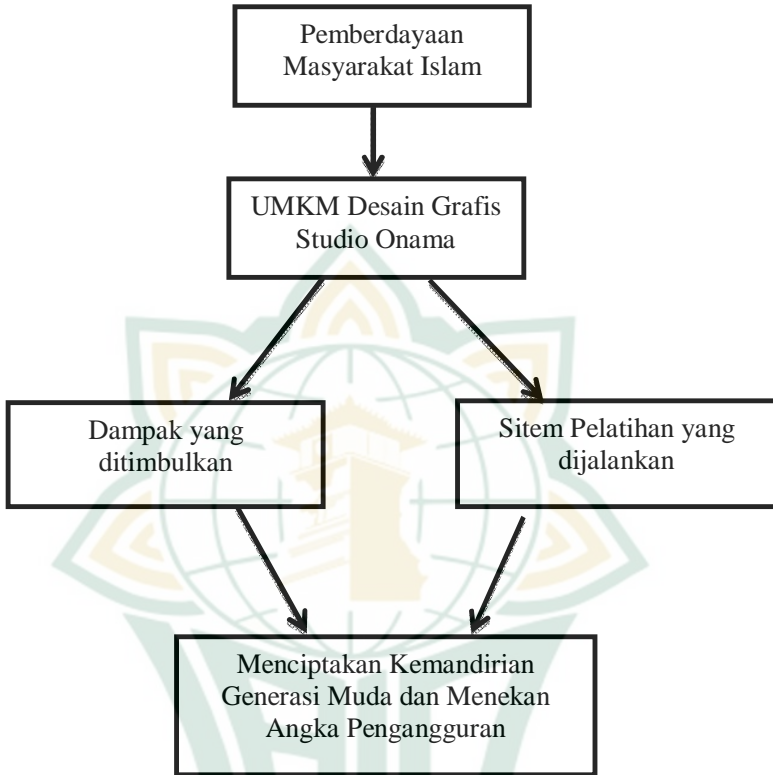 Pemberdayaan
Masyarakat Islam
UMKM Desain Grafis
Studio Onama
Dampak yang
ditimbulkan
Sitem Pelatihan yang
dijalankan
Menciptakan Kemandirian
Generasi Muda dan Menekan
Angka Pengangguran